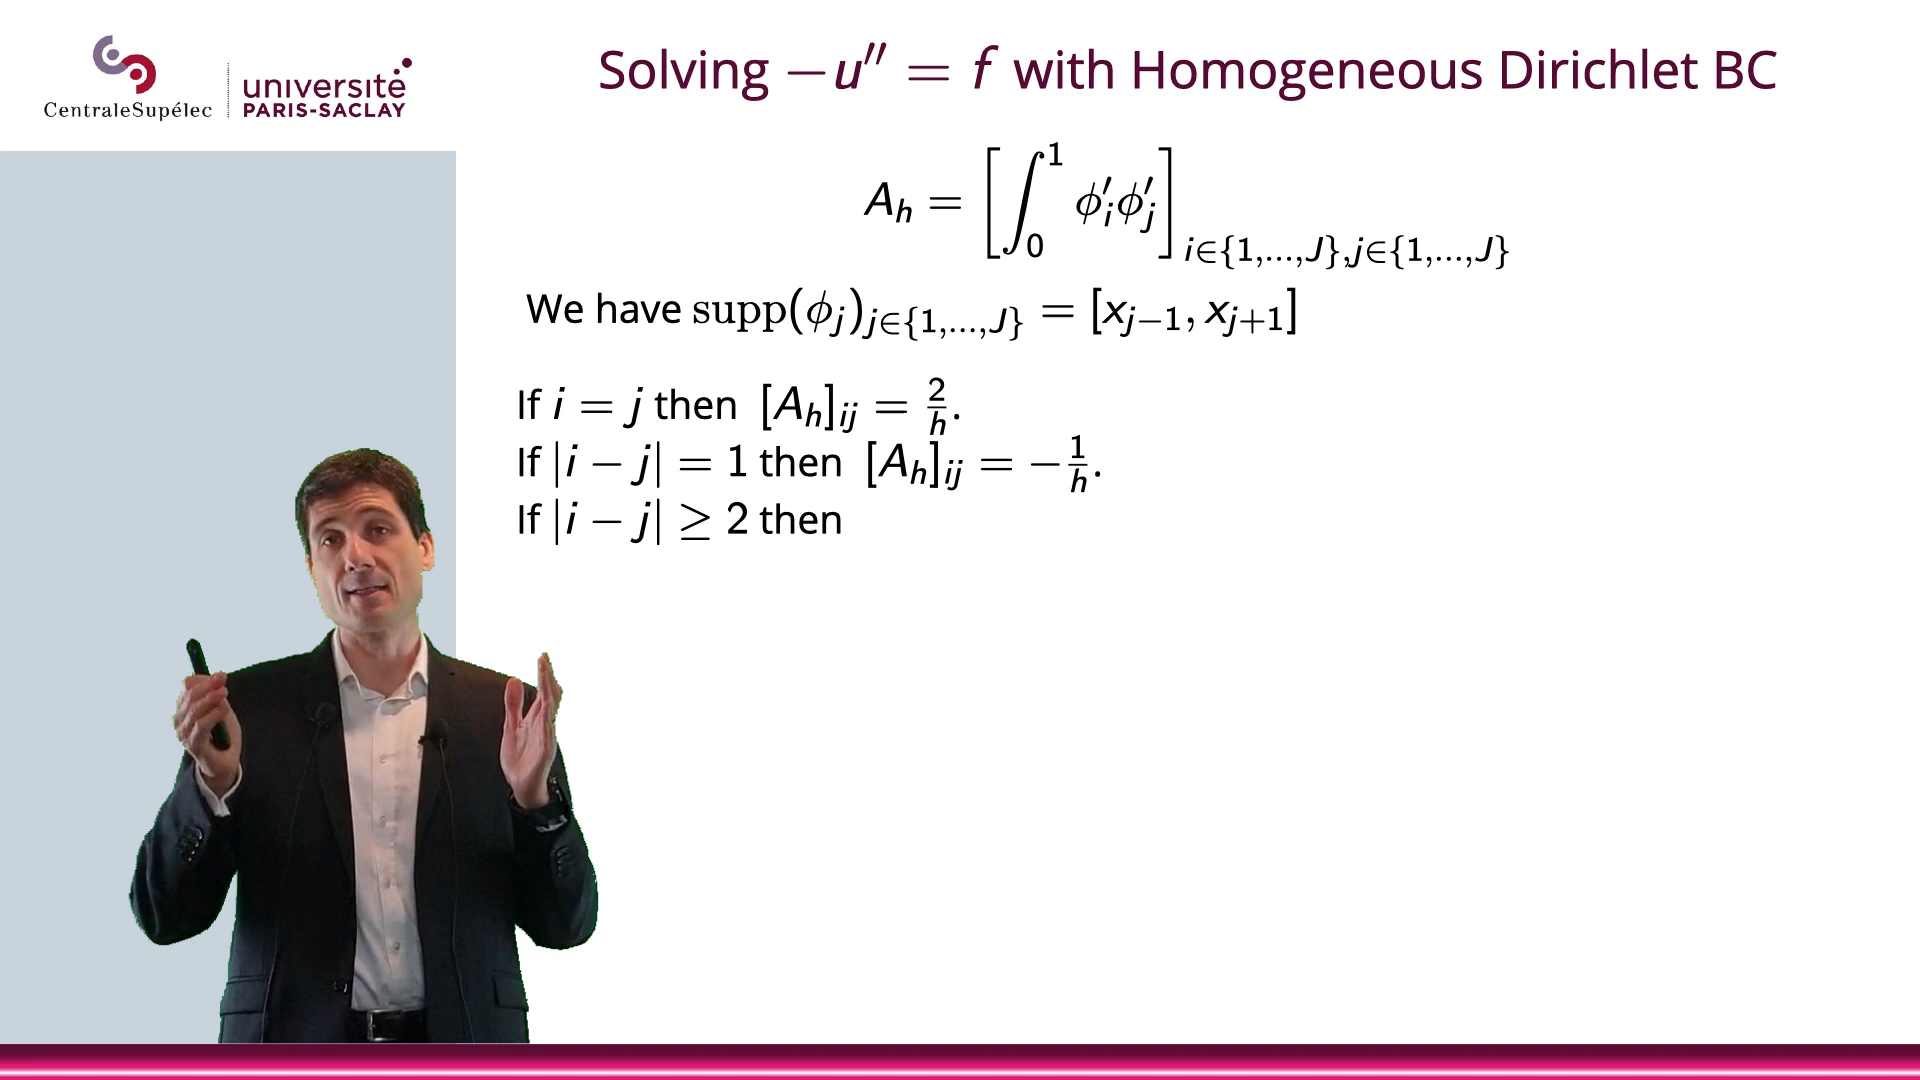 CentraleSupélec
université
PARIS-SACLAY
Solving −u″ = f with Homogeneous Dirichlet BC
A_h = [∫_0^1 ϕ′_i ϕ′_j]_{i∈{1,...,J},j∈{1,...,J}}
We have supp(ϕ_j)_{j∈{1,...,J}} = [x_{j−1}, x_{j+1}]
If i = j then [A_h]_{ij} = 2/h.
If |i − j| = 1 then [A_h]_{ij} = −1/h.
If |i − j| ≥ 2 then